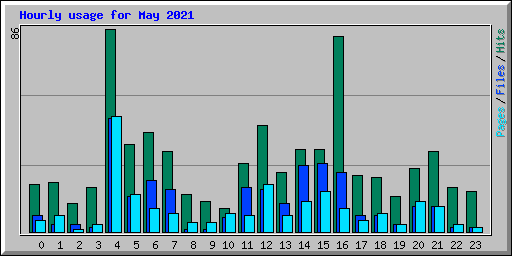 Hourly usage for May 2021
86
Pages / Files / Hits
0 1 2 3 4 5 6 7 8 9 10 11 12 13 14 15 16 17 18 19 20 21 22 23